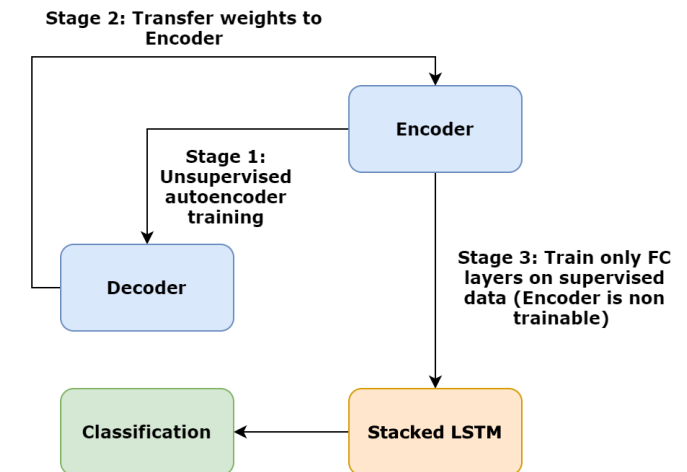 Stage 2: Transfer weights to
Encoder
Encoder
Stage 1:
Unsupervised
autoencoder
training
Decoder
Stage 3: Train only FC
layers on supervised
data (Encoder is non
trainable)
Classification
Stacked LSTM